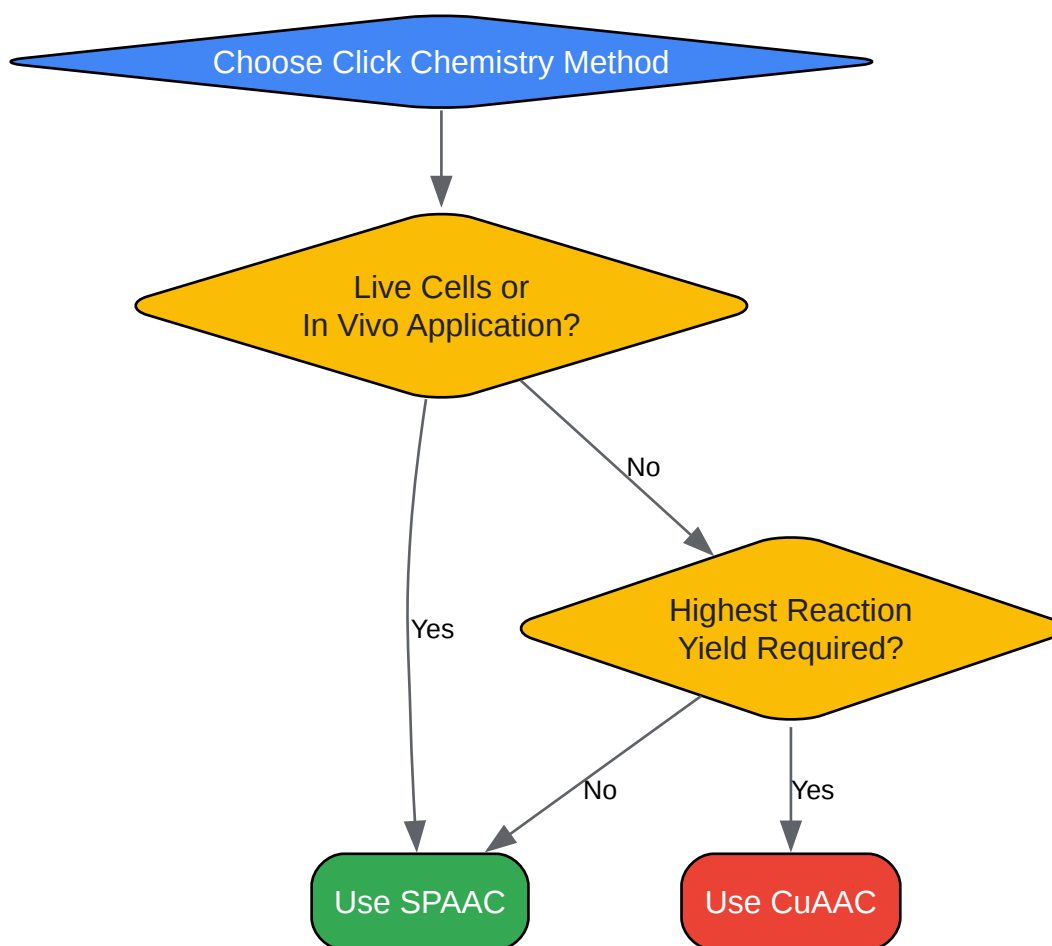 Choose Click Chemistry Method
Live Cells or
In Vivo Application?
No
Highest Reaction
Yield Required?
Yes
No
Yes
Use SPAAC
Use CuAAC